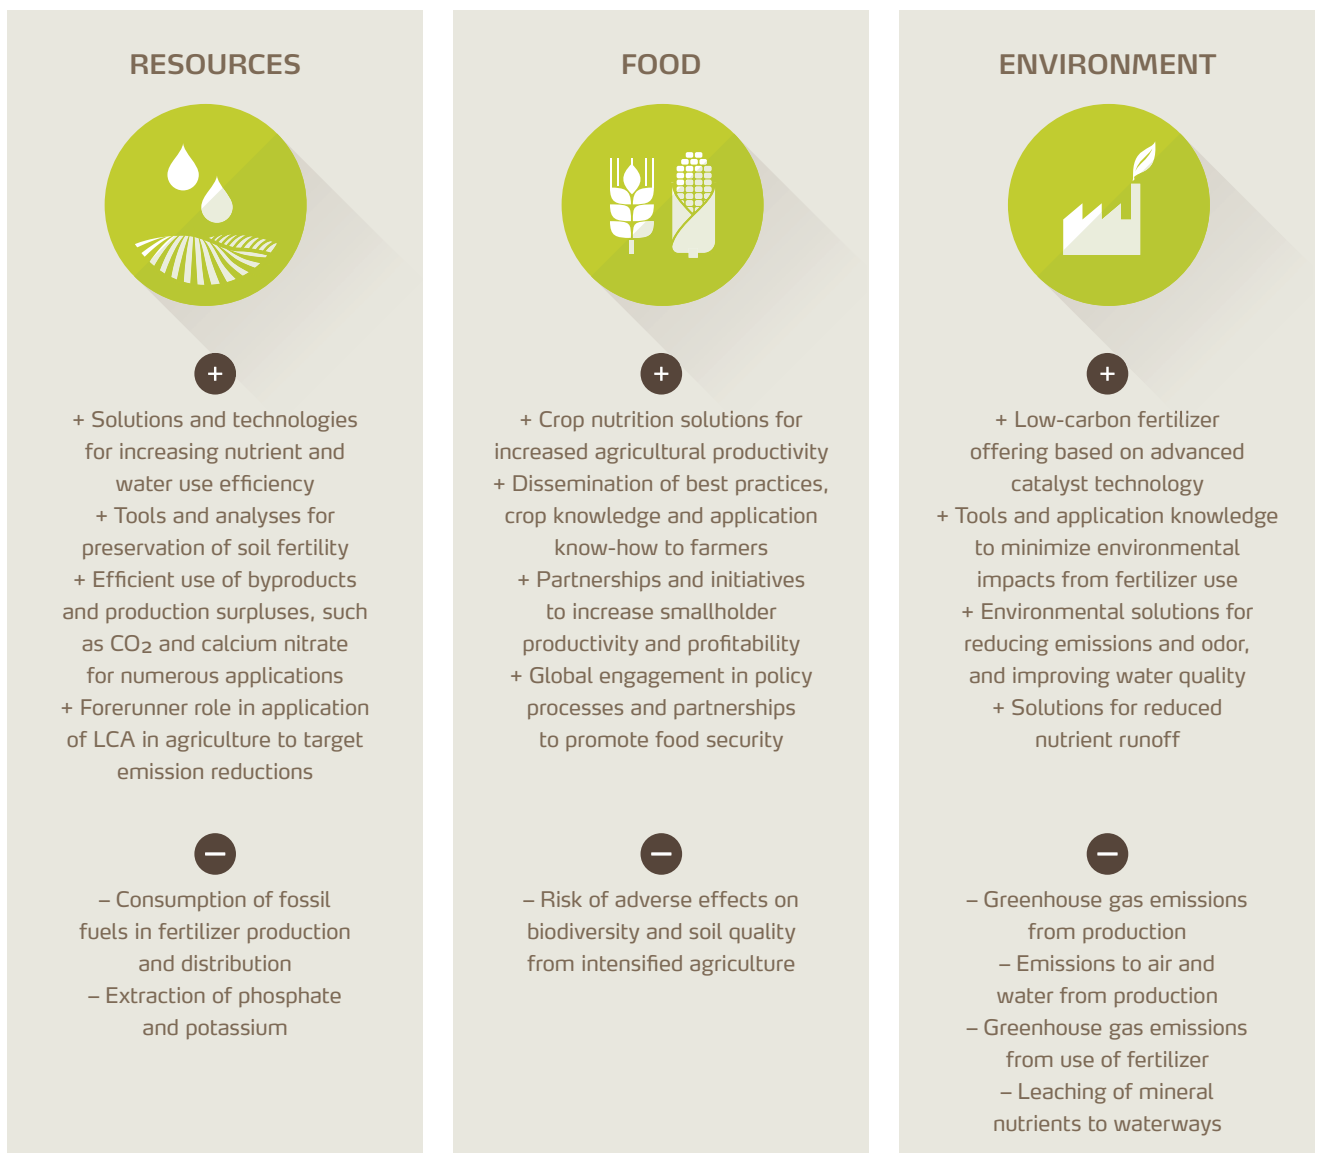 RESOURCES
+
+ Solutions and technologies
for increasing nutrient and
water use efficiency
+ Tools and analyses for
preservation of soil fertility
+ Efficient use of byproducts
and production surpluses, such
as CO₂ and calcium nitrate
for numerous applications
+ Forerunner role in application
of LCA in agriculture to target
emission reductions
–
– Consumption of fossil
fuels in fertilizer production
and distribution
– Extraction of phosphate
and potassium
FOOD
+
+ Crop nutrition solutions for
increased agricultural productivity
+ Dissemination of best practices,
crop knowledge and application
know-how to farmers
+ Partnerships and initiatives
to increase smallholder
productivity and profitability
+ Global engagement in policy
processes and partnerships
to promote food security
–
– Risk of adverse effects on
biodiversity and soil quality
from intensified agriculture
ENVIRONMENT
+
+ Low-carbon fertilizer
offering based on advanced
catalyst technology
+ Tools and application knowledge
to minimize environmental
impacts from fertilizer use
+ Environmental solutions for
reducing emissions and odor,
and improving water quality
+ Solutions for reduced
nutrient runoff
–
– Greenhouse gas emissions
from production
– Emissions to air and
water from production
– Greenhouse gas emissions
from use of fertilizer
– Leaching of mineral
nutrients to waterways